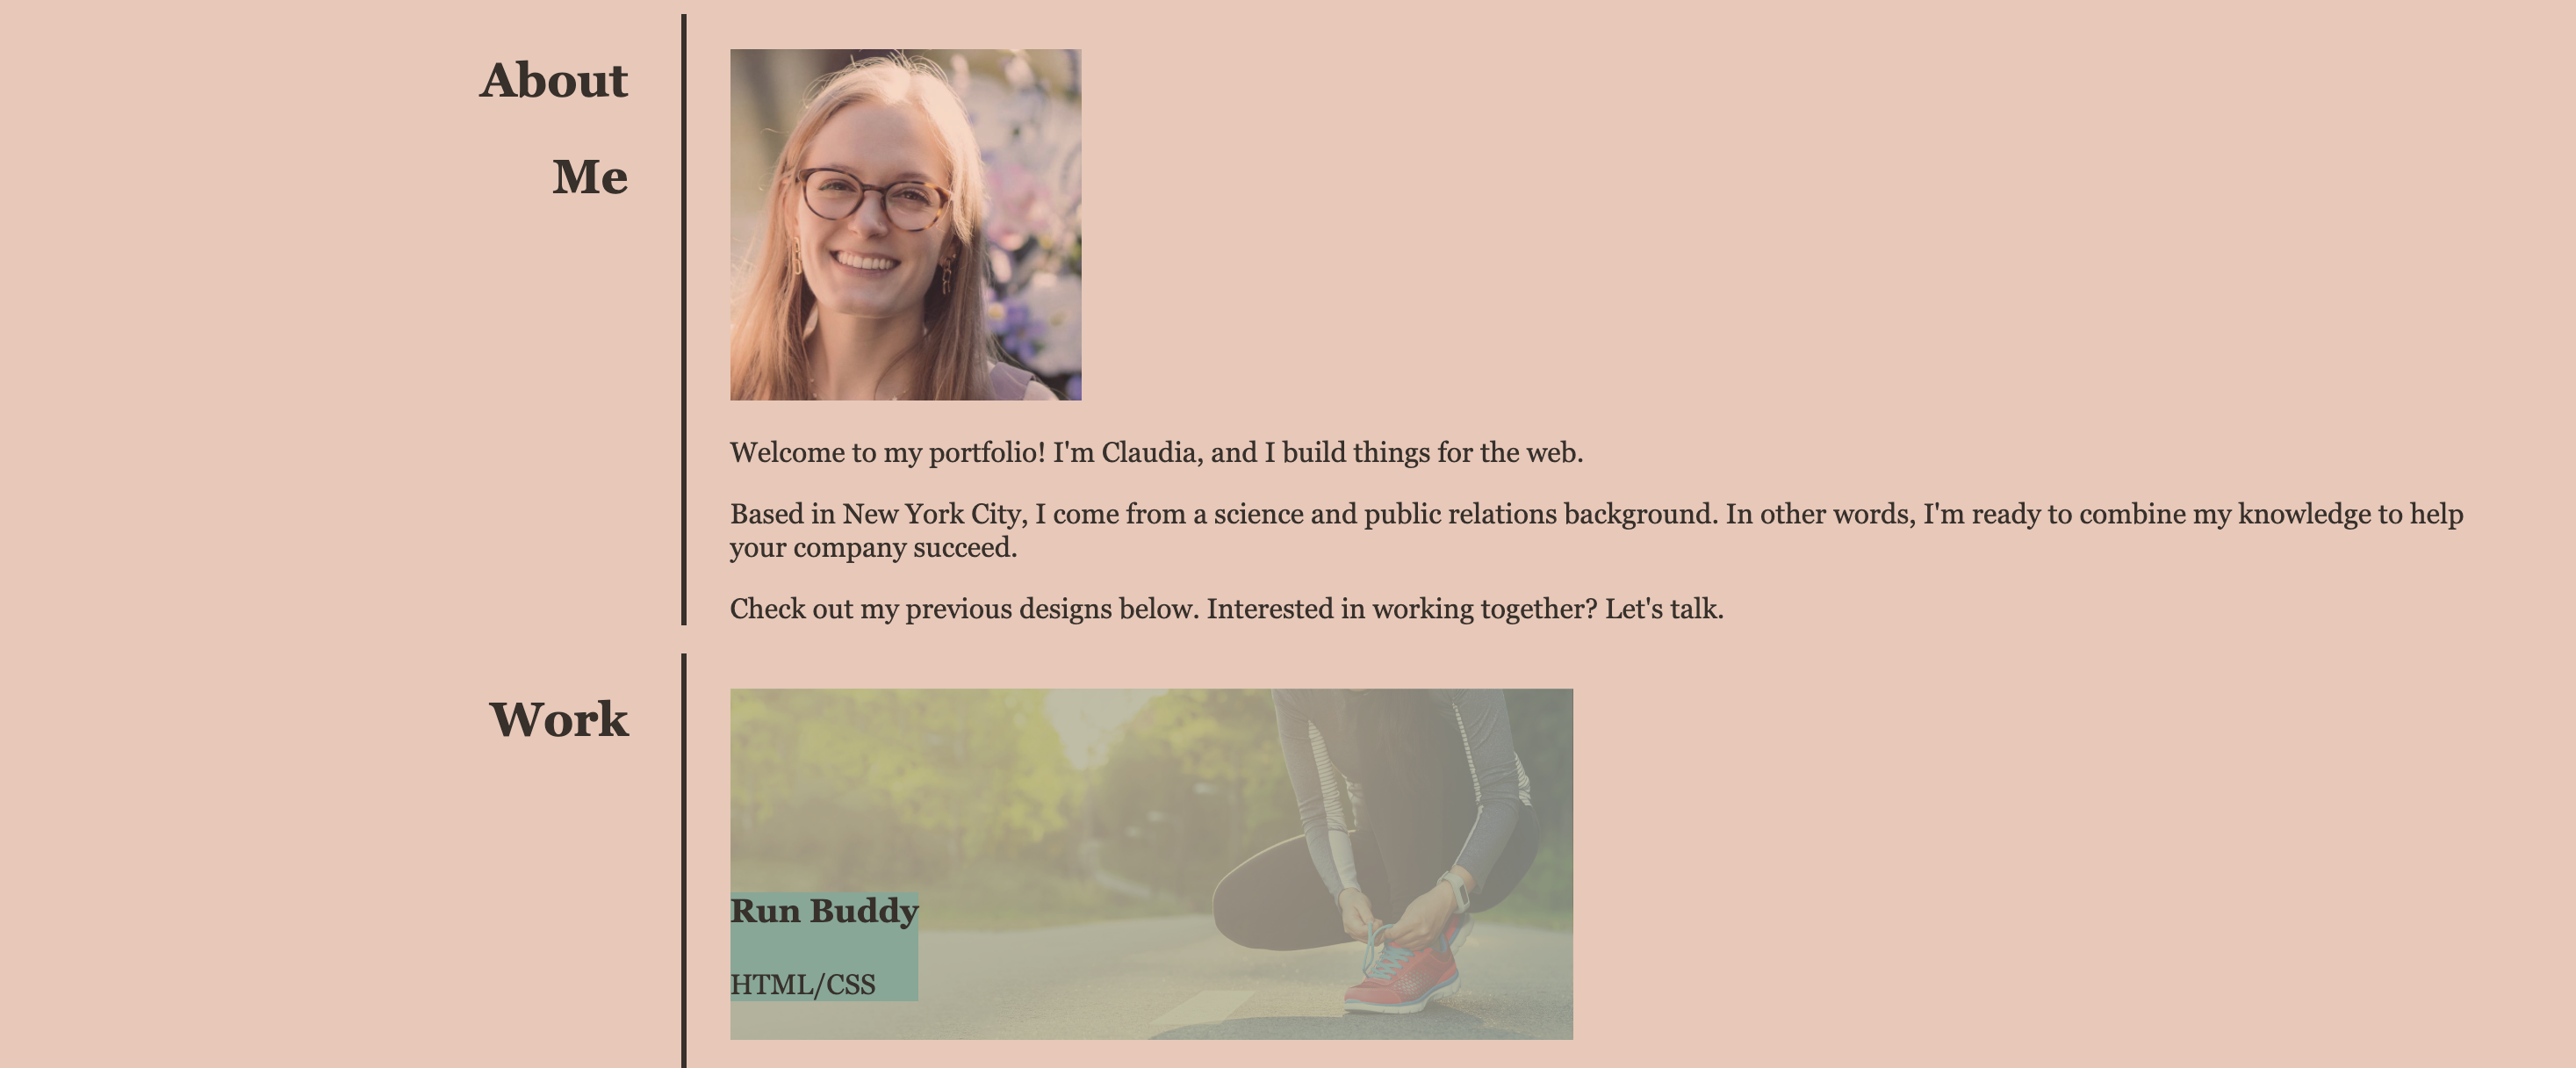 About
Me
Welcome to my portfolio! I'm Claudia, and I build things for the web.
Based in New York City, I come from a science and public relations background. In other words, I'm ready to combine my knowledge to help
your company succeed.
Check out my previous designs below. Interested in working together? Let's talk.
Work
Run Buddy
HTML/CSS